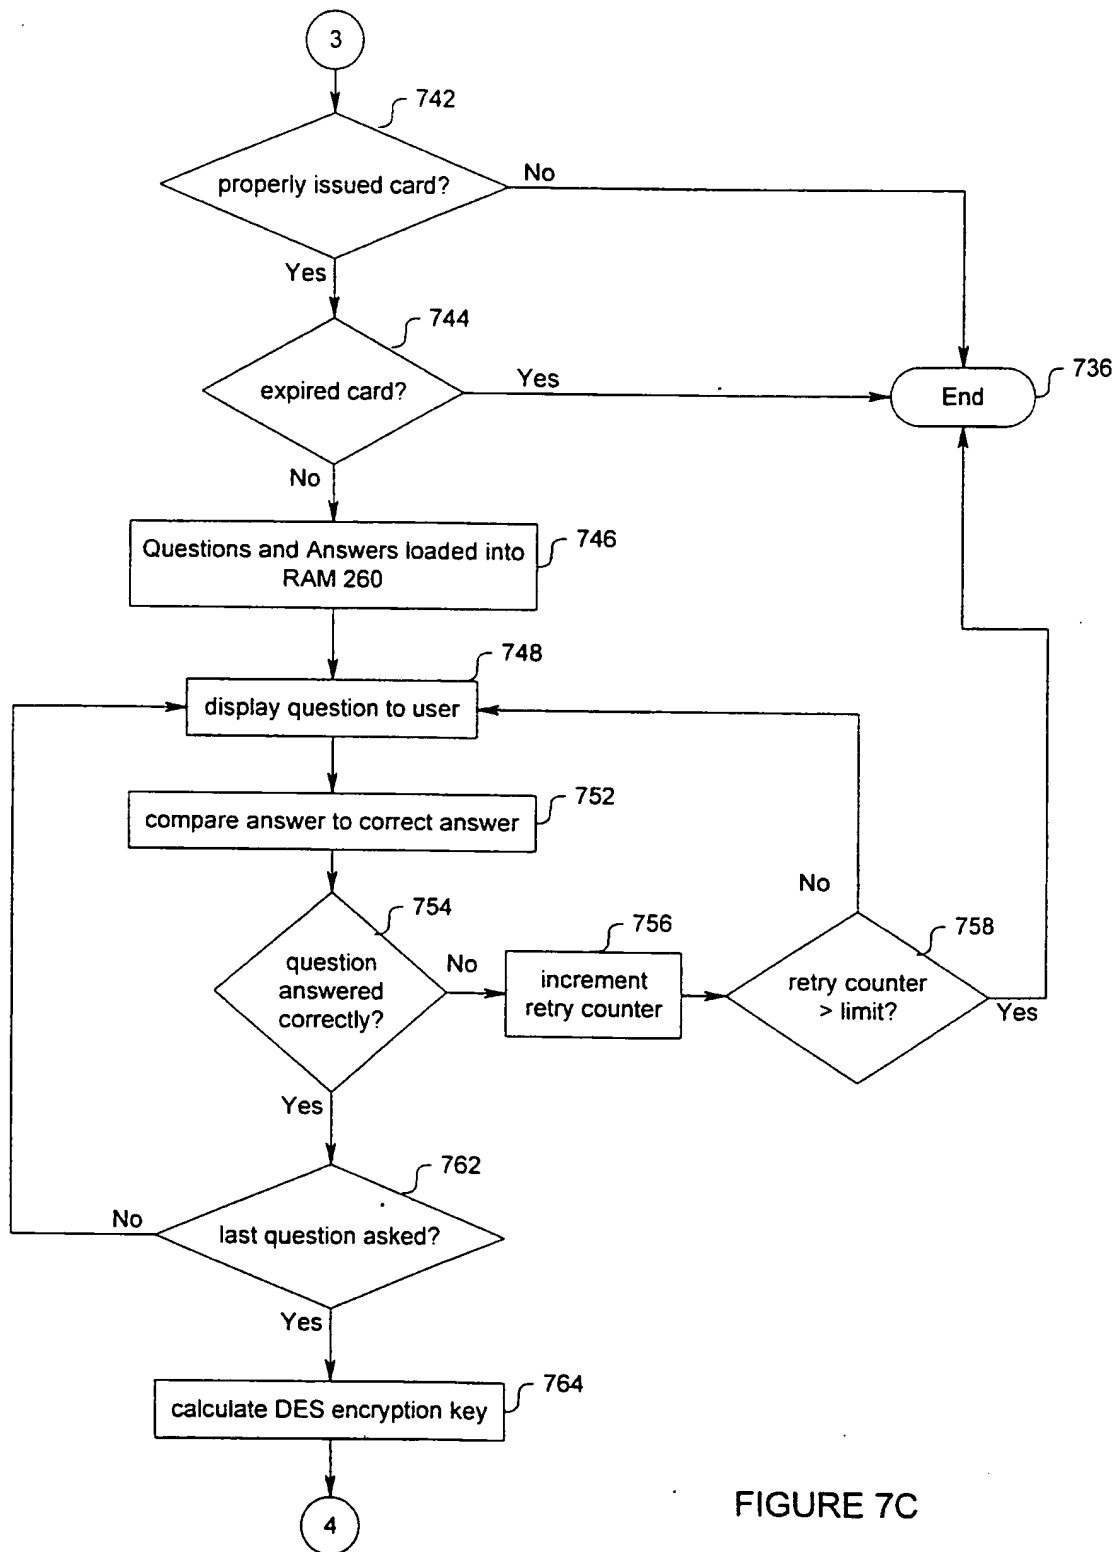 3
742
properly issued card?
No
Yes
744
expired card?
Yes
End
736
No
Questions and Answers loaded into
RAM 260
746
748
display question to user
752
compare answer to correct answer
754
question
answered
correctly?
No
756
increment
retry counter
No
758
retry counter
> limit?
Yes
Yes
762
No
last question asked?
Yes
764
calculate DES encryption key
4
FIGURE 7C